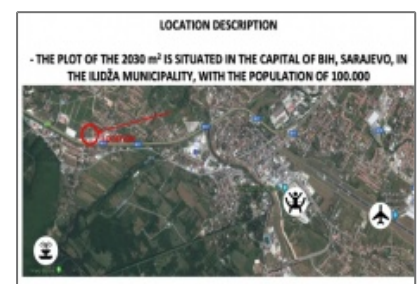 LOCATION DESCRIPTION
- THE PLOT OF THE 2030 m² IS SITUATED IN THE CAPITAL OF BIH, SARAJEVO, IN
THE ILIDŽA MUNICIPALITY, WITH THE POPULATION OF 100.000